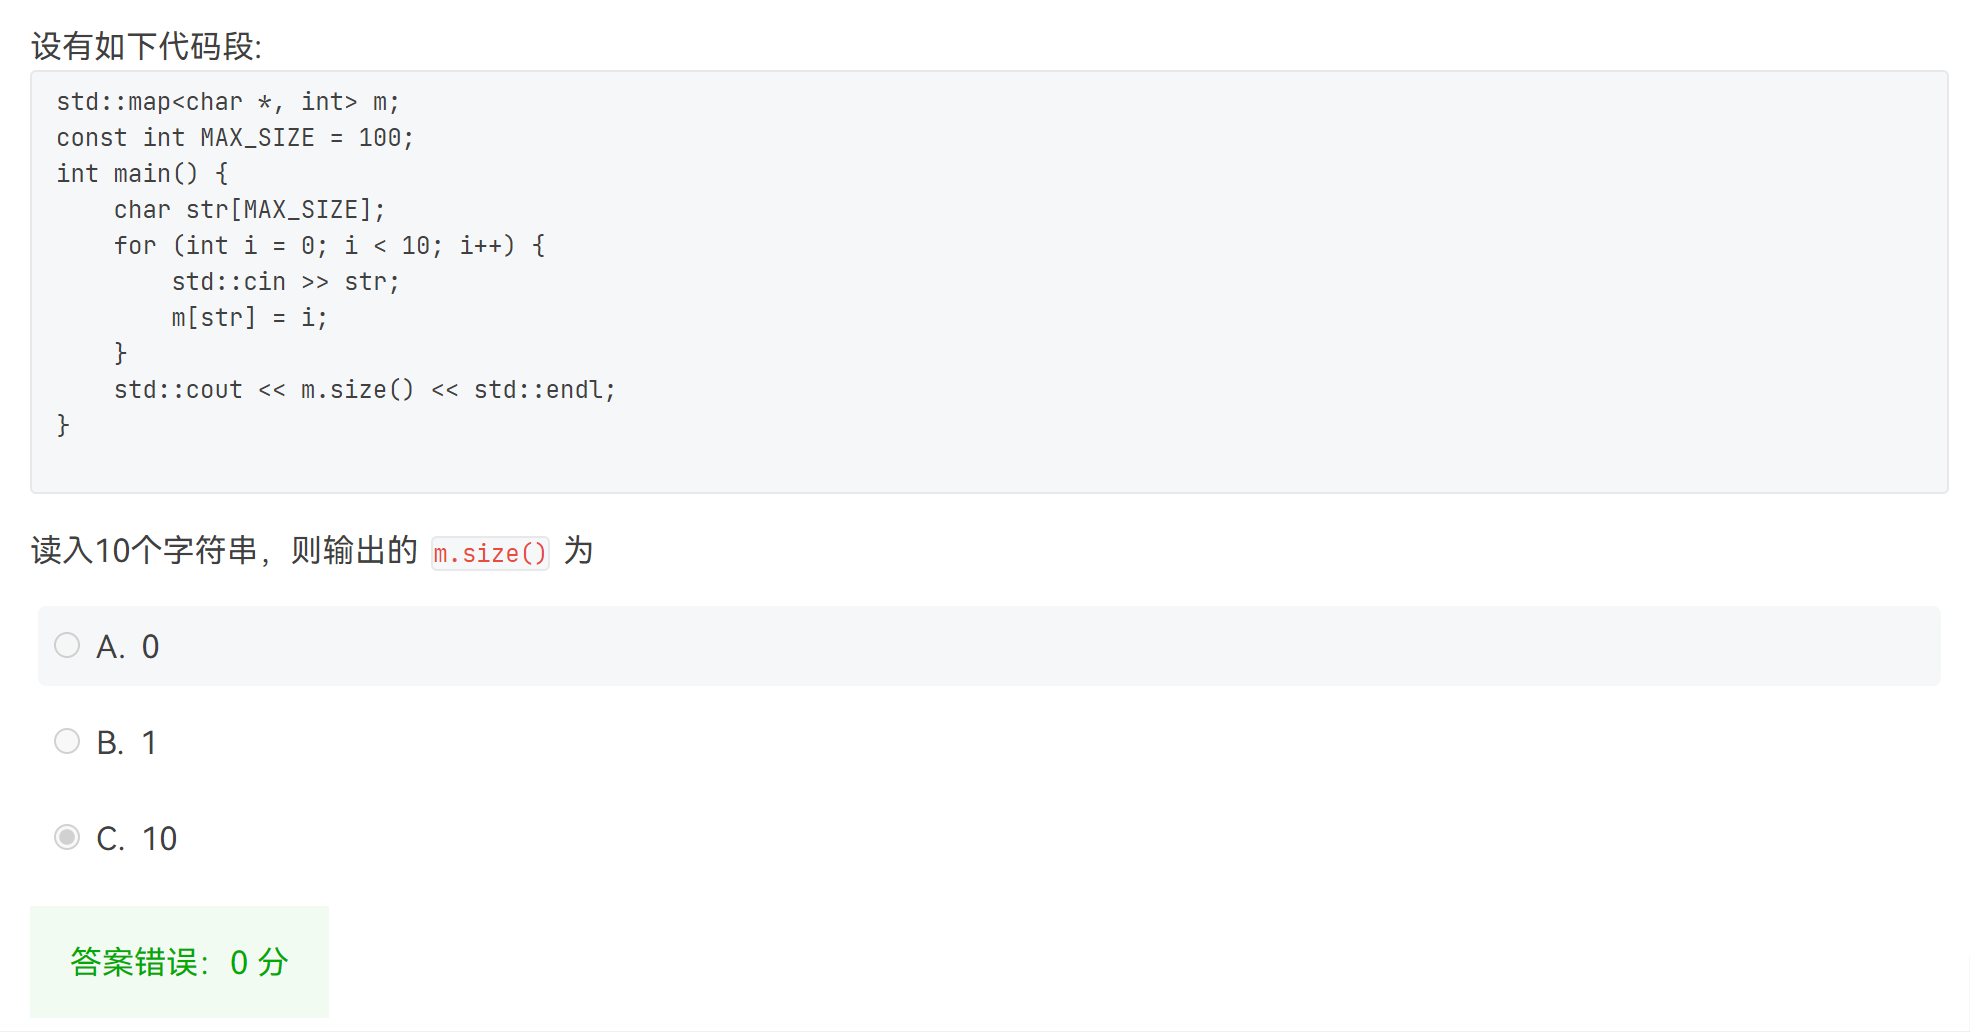 设有如下代码段:
std::map<char *, int> m;
const int MAX_SIZE = 100;
int main() {
    char str[MAX_SIZE];
    for (int i = 0; i < 10; i++) {
        std::cin >> str;
        m[str] = i;
    }
    std::cout << m.size() << std::endl;
}
读入10个字符串，则输出的 m.size() 为
A. 0
B. 1
C. 10
答案错误：0 分